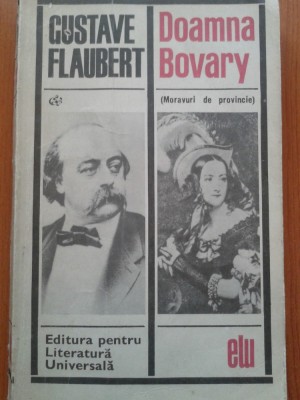 GUSTAVE
FLAUBERT
Doamna
Bovary
(Moravuri de provincie)
Editura pentru
Literatură
Universală
elu